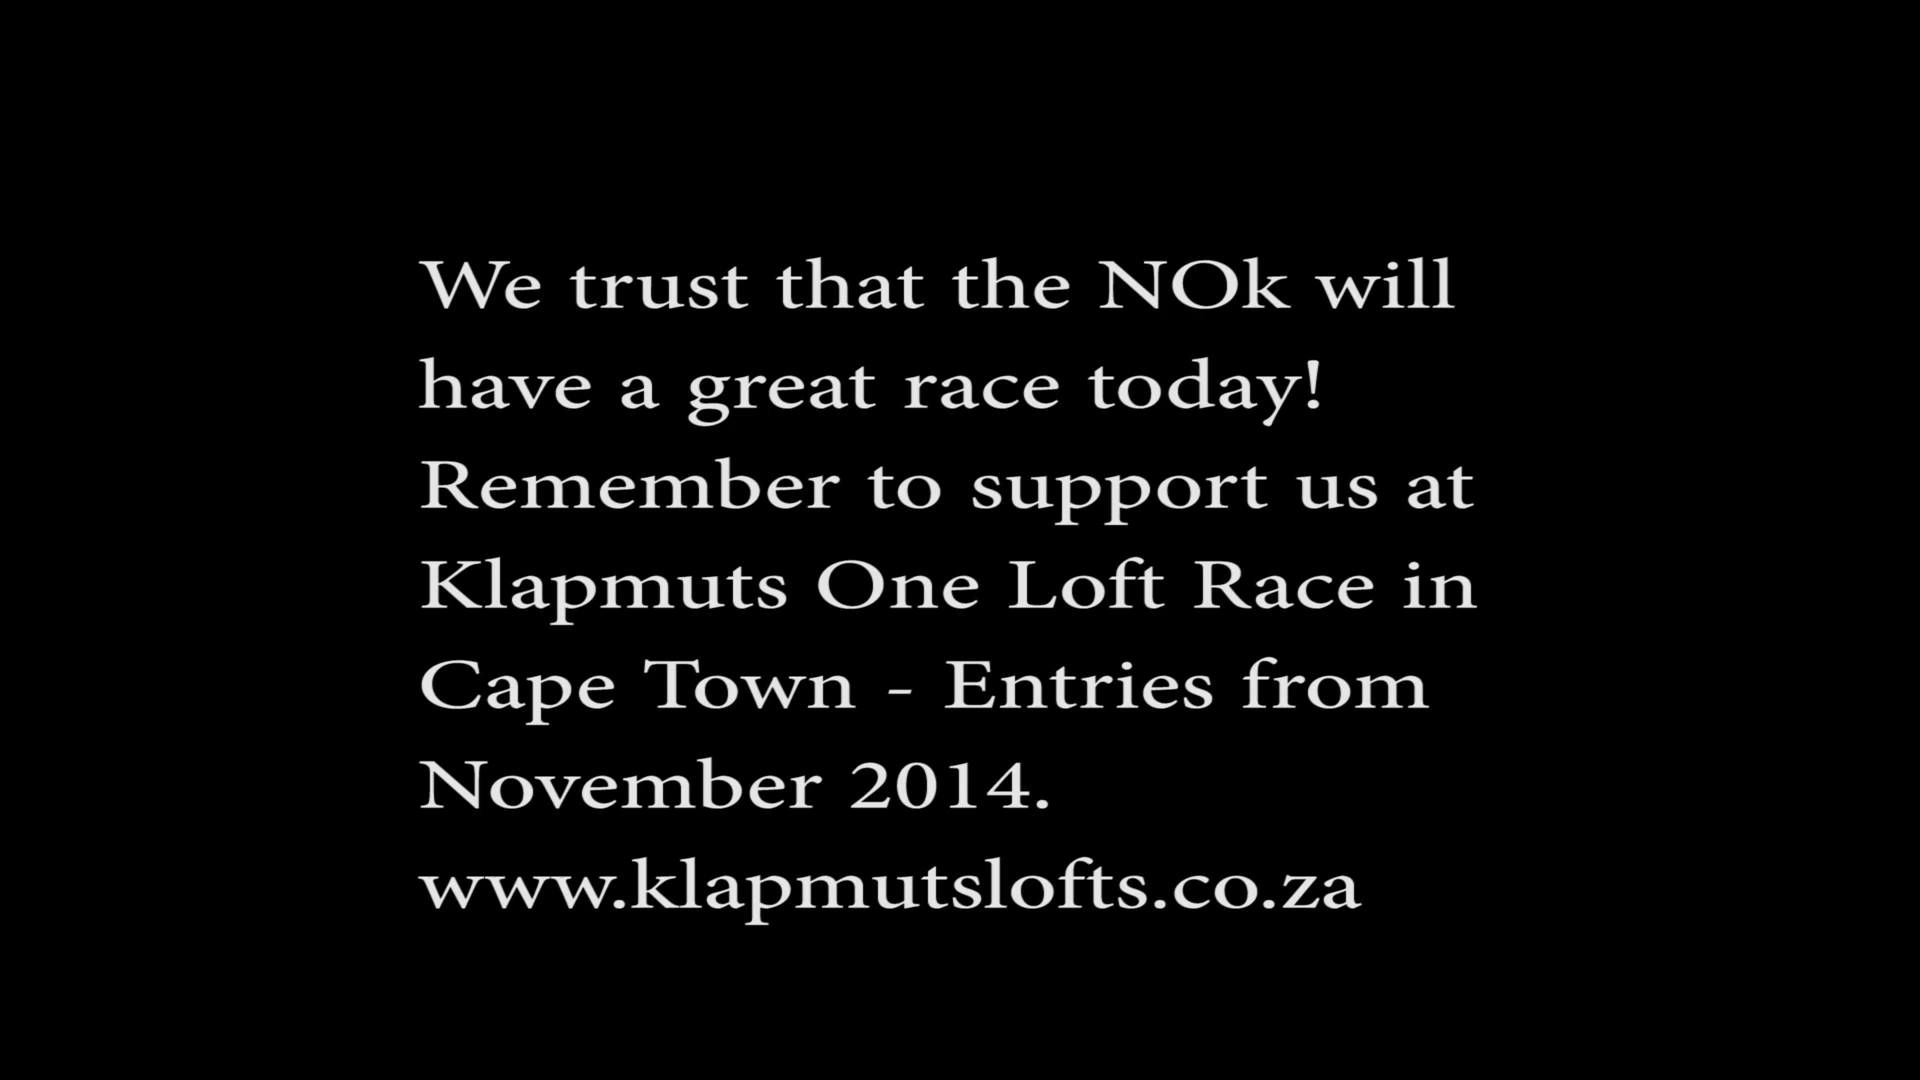 We trust that the NOk will
have a great race today!
Remember to support us at
Klapmuts One Loft Race in
Cape Town - Entries from
November 2014.
www.klapmutslofts.co.za